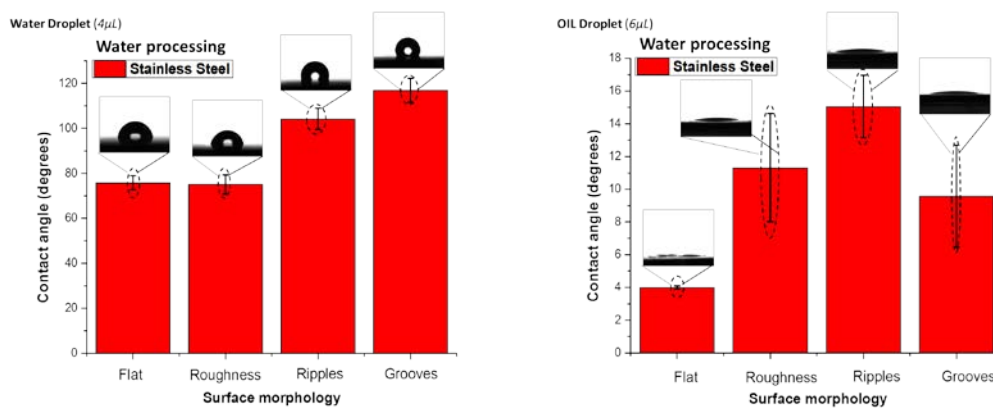 Water Droplet (4μL)
Water processing
Stainless Steel
Contact angle (degrees)
120
100
80
60
40
20
0
Flat
Roughness
Ripples
Grooves
Surface morphology
OIL Droplet (6μL)
Water processing
Stainless Steel
Contact angle (degrees)
18
16
14
12
10
8
6
4
2
0
Flat
Roughness
Ripples
Grooves
Surface morphology